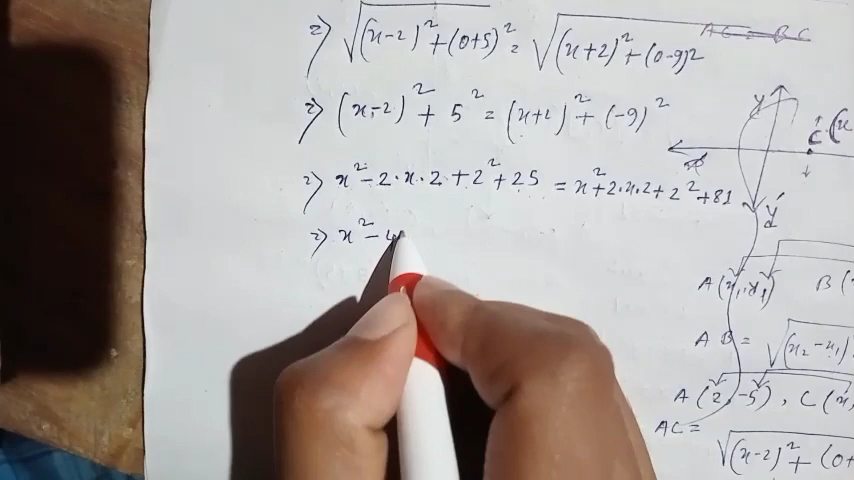 => √(x-2)² + (0+5)² = √(x+2)² + (0-9)²
AC = BC
=> (x-2)² + 5² = (x+2)² + (-9)²
y
C (x
=> x² - 2·x·2 + 2² + 25 = x² + 2·x·2 + 2² + 81
y'
=> x² - 4
A(x₁, y₁) B(
AB = √(x₂-x₁)
A(2, -5), C(x,
AC =
√(x-2)² + (0+